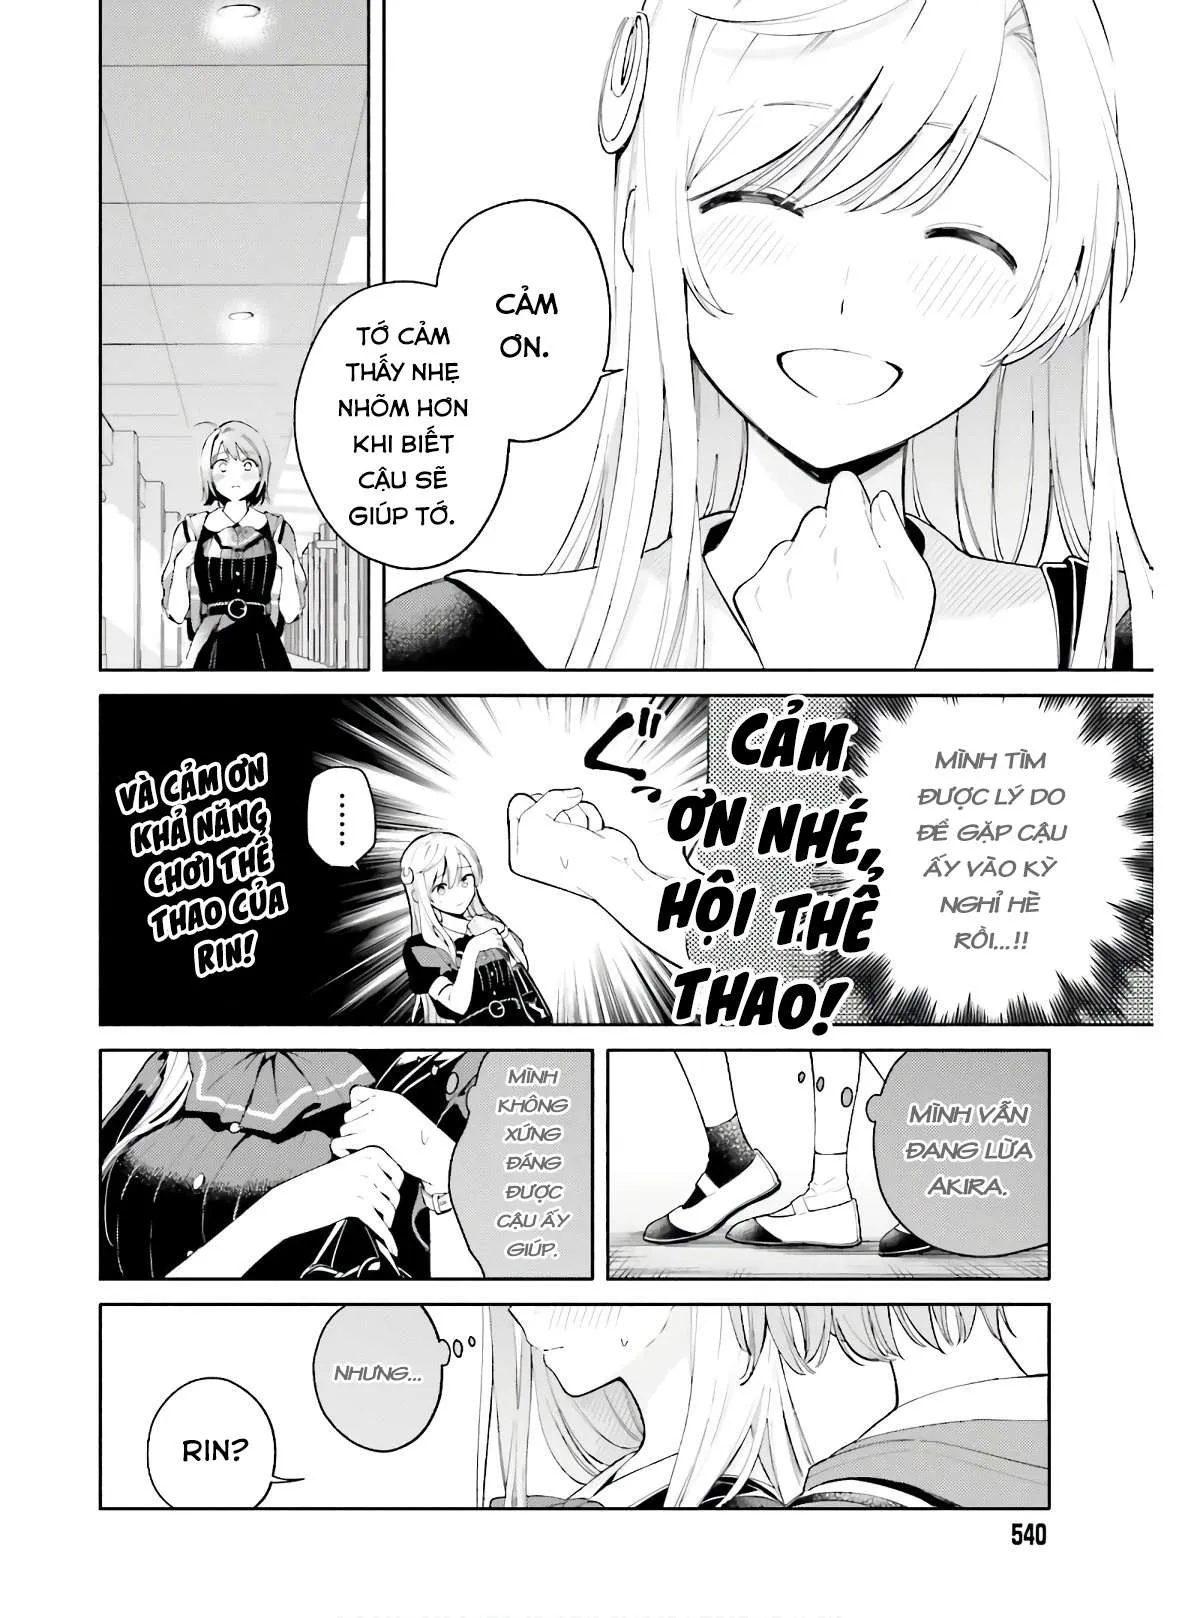 CẢM
ƠN.
TỚ CẢM
THẤY NHẸ
NHÕM HƠN
KHI BIẾT
CẬU SẼ
GIÚP TỚ.
MÌNH TÌM
ĐƯỢC LÝ DO
ĐỂ GẶP CẬU
ẤY VÀO KỲ
NGHỈ HÈ
RỒI...!!
CẢM
ƠN NHÉ,
HỘI THỂ
THAO!
VÀ CẢM ƠN
KHẢ NĂNG
CHƠI THỂ
THAO CỦA
RIN!
MÌNH VẪN
ĐANG LỪA
AKIRA.
MÌNH
KHÔNG
XỨNG
ĐÁNG
ĐƯỢC
CẬU ẤY
GIÚP.
NHƯNG...
RIN?
540